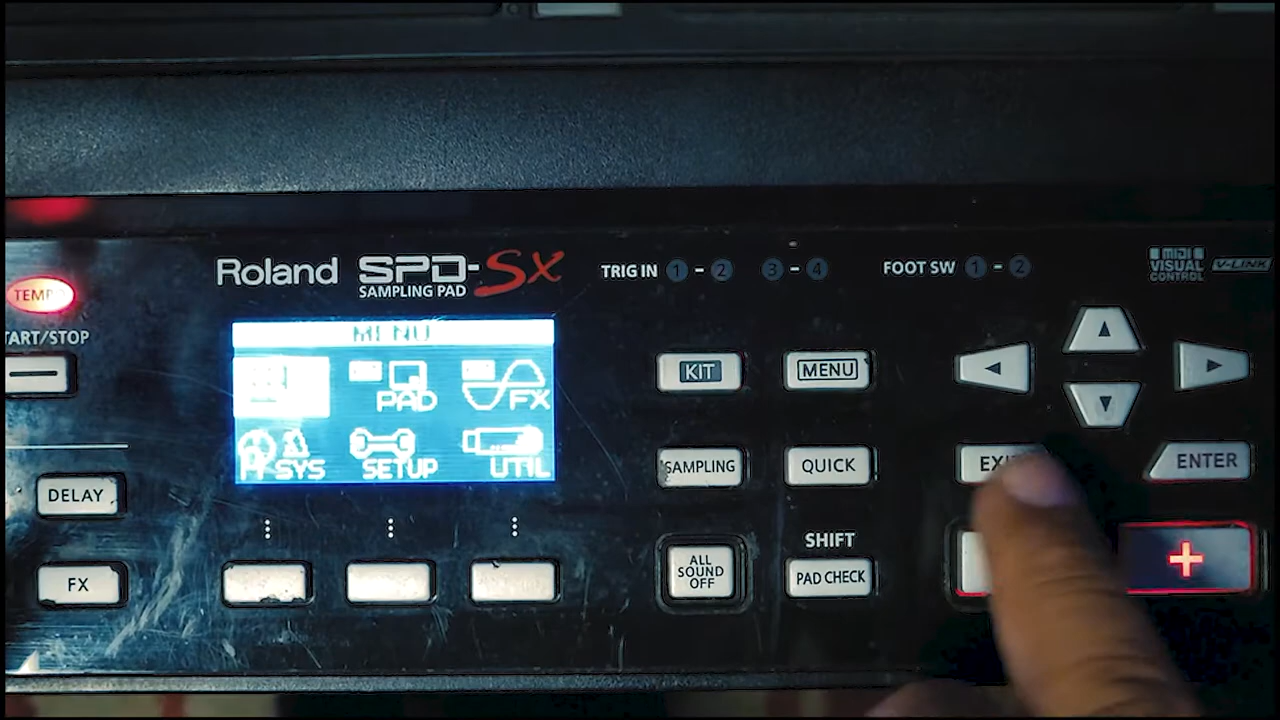 Roland SPD-SX
SAMPLING PAD
TRIG IN 1 - 2 3 - 4
FOOT SW 1 - 2
MIDI
VISUAL
CONTROL
V-LINK
TEMPO
START/STOP
MENU
PAD
FX
SYS
SETUP
UTIL
KIT
MENU
SAMPLING
QUICK
EXIT
ENTER
DELAY
FX
ALL
SOUND
OFF
SHIFT
PAD CHECK
+